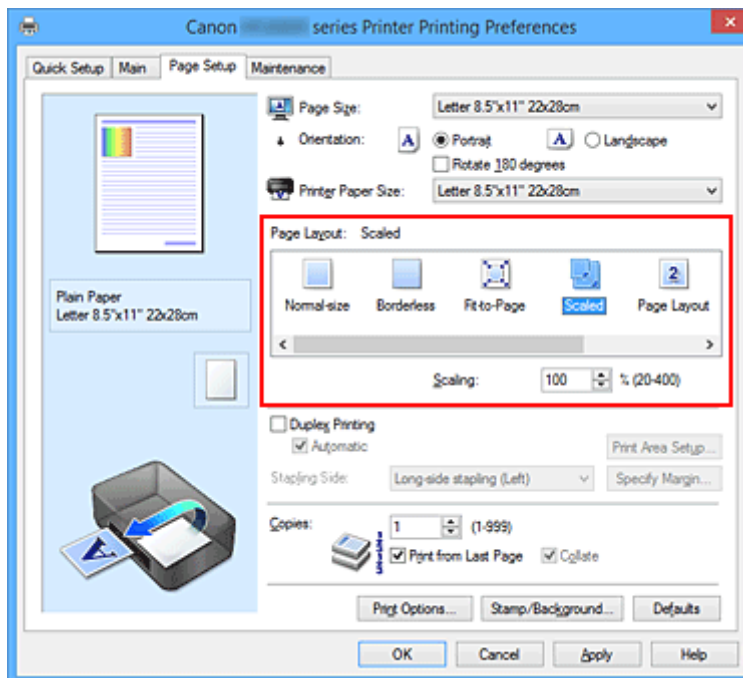 Canon series Printer Printing Preferences
Quick Setup Main Page Setup Maintenance
Page Size: Letter 8.5"x11" 22x28cm
Orientation: A Portrait A Landscape
Rotate 180 degrees
Printer Paper Size: Letter 8.5"x11" 22x28cm
Page Layout: Scaled
Normal-size Borderless Fit-to-Page Scaled 2 Page Layout
Scaling: 100 % (20-400)
Plain Paper
Letter 8.5"x11" 22x28cm
Duplex Printing
Automatic Print Area Setup...
Stapling Side: Long-side stapling (Left) Specify Margin...
Copies: 1 (1-999)
Print from Last Page Collate
A
Print Options... Stamp/Background... Defaults
OK Cancel Apply Help